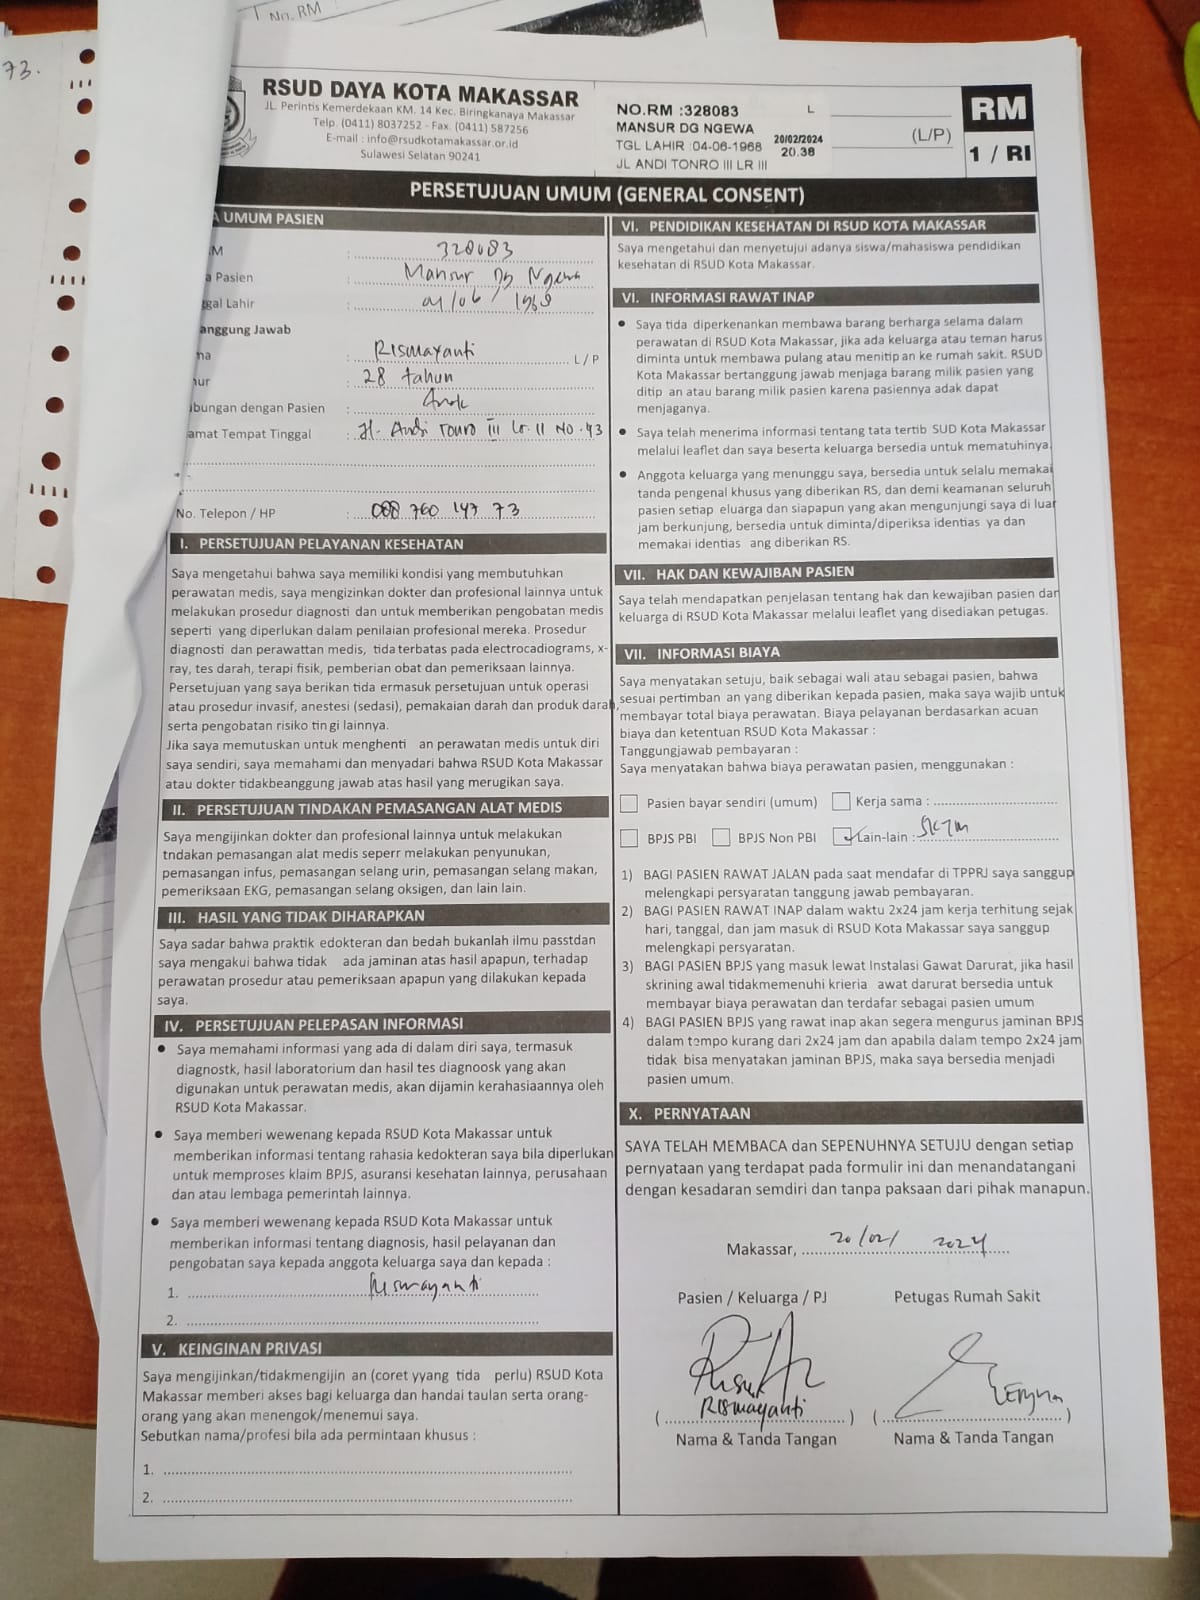 No. RM
73.
RSUD DAYA KOTA MAKASSAR
JL. Perintis Kemerdekaan KM. 14 Kec. Biringkanaya Makassar
Telp. (0411) 8037252 - Fax. (0411) 587256
E-mail : info@rsudkotamakassar.or.id
Sulawesi Selatan 90241
NO.RM :328083 L
MANSUR DG NGEWA
TGL LAHIR :04-06-1968 20/02/2024
JL ANDI TONRO III LR III 20.38
(L/P)
RM
1 / RI
PERSETUJUAN UMUM (GENERAL CONSENT)
A UMUM PASIEN
M : 328083
a Pasien : Mansur Dg Ngewa
ggal Lahir : 04/06/1968
anggung Jawab
na : Rismayanti L/P
ur : 28 tahun
bungan dengan Pasien : Anak
amat Tempat Tinggal : Jl. Andi Tonro III Lr. II No. 43
No. Telepon / HP : 088 760 147 73
I. PERSETUJUAN PELAYANAN KESEHATAN
Saya mengetahui bahwa saya memiliki kondisi yang membutuhkan
perawatan medis, saya mengizinkan dokter dan profesional lainnya untuk
melakukan prosedur diagnosti dan untuk memberikan pengobatan medis
seperti yang diperlukan dalam penilaian profesional mereka. Prosedur
diagnosti dan perawattan medis, tida terbatas pada electrocadiograms, x-
ray, tes darah, terapi fisik, pemberian obat dan pemeriksaan lainnya.
Persetujuan yang saya berikan tida ermasuk persetujuan untuk operasi
atau prosedur invasif, anestesi (sedasi), pemakaian darah dan produk darah,
serta pengobatan risiko tin gi lainnya.
Jika saya memutuskan untuk menghenti an perawatan medis untuk diri
saya sendiri, saya memahami dan menyadari bahwa RSUD Kota Makassar
atau dokter tidakbeanggung jawab atas hasil yang merugikan saya.
II. PERSETUJUAN TINDAKAN PEMASANGAN ALAT MEDIS
Saya mengijinkan dokter dan profesional lainnya untuk melakukan
tndakan pemasangan alat medis seperr melakukan penyunukan,
pemasangan infus, pemasangan selang urin, pemasangan selang makan,
pemeriksaan EKG, pemasangan selang oksigen, dan lain lain.
III. HASIL YANG TIDAK DIHARAPKAN
Saya sadar bahwa praktik edokteran dan bedah bukanlah ilmu passtdan
saya mengakui bahwa tidak ada jaminan atas hasil apapun, terhadap
perawatan prosedur atau pemeriksaan apapun yang dilakukan kepada
saya.
IV. PERSETUJUAN PELEPASAN INFORMASI
• Saya memahami informasi yang ada di dalam diri saya, termasuk
diagnostk, hasil laboratorium dan hasil tes diagnoosk yang akan
digunakan untuk perawatan medis, akan dijamin kerahasiaannya oleh
RSUD Kota Makassar.
• Saya memberi wewenang kepada RSUD Kota Makassar untuk
memberikan informasi tentang rahasia kedokteran saya bila diperlukan
untuk memproses klaim BPJS, asuransi kesehatan lainnya, perusahaan
dan atau lembaga pemerintah lainnya.
• Saya memberi wewenang kepada RSUD Kota Makassar untuk
memberikan informasi tentang diagnosis, hasil pelayanan dan
pengobatan saya kepada anggota keluarga saya dan kepada :
1. Rismayanti
2.
V. KEINGINAN PRIVASI
Saya mengijinkan/tidakmengijin an (coret yyang tida perlu) RSUD Kota
Makassar memberi akses bagi keluarga dan handai taulan serta orang-
orang yang akan menengok/menemui saya.
Sebutkan nama/profesi bila ada permintaan khusus :
1.
2.
VI. PENDIDIKAN KESEHATAN DI RSUD KOTA MAKASSAR
Saya mengetahui dan menyetujui adanya siswa/mahasiswa pendidikan
kesehatan di RSUD Kota Makassar.
VI. INFORMASI RAWAT INAP
• Saya tida diperkenankan membawa barang berharga selama dalam
perawatan di RSUD Kota Makassar, jika ada keluarga atau teman harus
diminta untuk membawa pulang atau menitip an ke rumah sakit. RSUD
Kota Makassar bertanggung jawab menjaga barang milik pasien yang
ditip an atau barang milik pasien karena pasiennya adak dapat
menjaganya.
• Saya telah menerima informasi tentang tata tertib SUD Kota Makassar
melalui leaflet dan saya beserta keluarga bersedia untuk mematuhinya.
• Anggota keluarga yang menunggu saya, bersedia untuk selalu memakai
tanda pengenal khusus yang diberikan RS, dan demi keamanan seluruh
pasien setiap eluarga dan siapapun yang akan mengunjungi saya di luar
jam berkunjung, bersedia untuk diminta/diperiksa identias ya dan
memakai identias ang diberikan RS.
VII. HAK DAN KEWAJIBAN PASIEN
Saya telah mendapatkan penjelasan tentang hak dan kewajiban pasien dan
keluarga di RSUD Kota Makassar melalui leaflet yang disediakan petugas.
VII. INFORMASI BIAYA
Saya menyatakan setuju, baik sebagai wali atau sebagai pasien, bahwa
sesuai pertimban an yang diberikan kepada pasien, maka saya wajib untuk
membayar total biaya perawatan. Biaya pelayanan berdasarkan acuan
biaya dan ketentuan RSUD Kota Makassar :
Tanggungjawab pembayaran :
Saya menyatakan bahwa biaya perawatan pasien, menggunakan :
Pasien bayar sendiri (umum) Kerja sama :
BPJS PBI BPJS Non PBI Lain-lain : SKTM
1) BAGI PASIEN RAWAT JALAN pada saat mendafar di TPPRJ saya sanggup
melengkapi persyaratan tanggung jawab pembayaran.
2) BAGI PASIEN RAWAT INAP dalam waktu 2x24 jam kerja terhitung sejak
hari, tanggal, dan jam masuk di RSUD Kota Makassar saya sanggup
melengkapi persyaratan.
3) BAGI PASIEN BPJS yang masuk lewat Instalasi Gawat Darurat, jika hasil
skrining awal tidakmemenuhi krieria awat darurat bersedia untuk
membayar biaya perawatan dan terdafar sebagai pasien umum
4) BAGI PASIEN BPJS yang rawat inap akan segera mengurus jaminan BPJS
dalam tempo kurang dari 2x24 jam dan apabila dalam tempo 2x24 jam
tidak bisa menyatakan jaminan BPJS, maka saya bersedia menjadi
pasien umum.
X. PERNYATAAN
SAYA TELAH MEMBACA dan SEPENUHNYA SETUJU dengan setiap
pernyataan yang terdapat pada formulir ini dan menandatangani
dengan kesadaran semdiri dan tanpa paksaan dari pihak manapun.
Makassar, 20/02/ 2024
Pasien / Keluarga / PJ Petugas Rumah Sakit
( Rismayanti ) ( )
Nama & Tanda Tangan Nama & Tanda Tangan